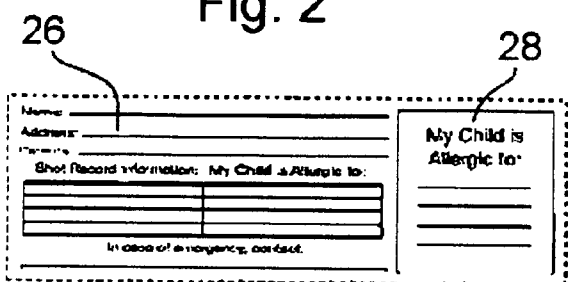 Fig. 2
26
28
Name:
Address:
Shot Record Information: My Child is Allergic to:
In case of emergency, contact:
My Child is
Allergic to: